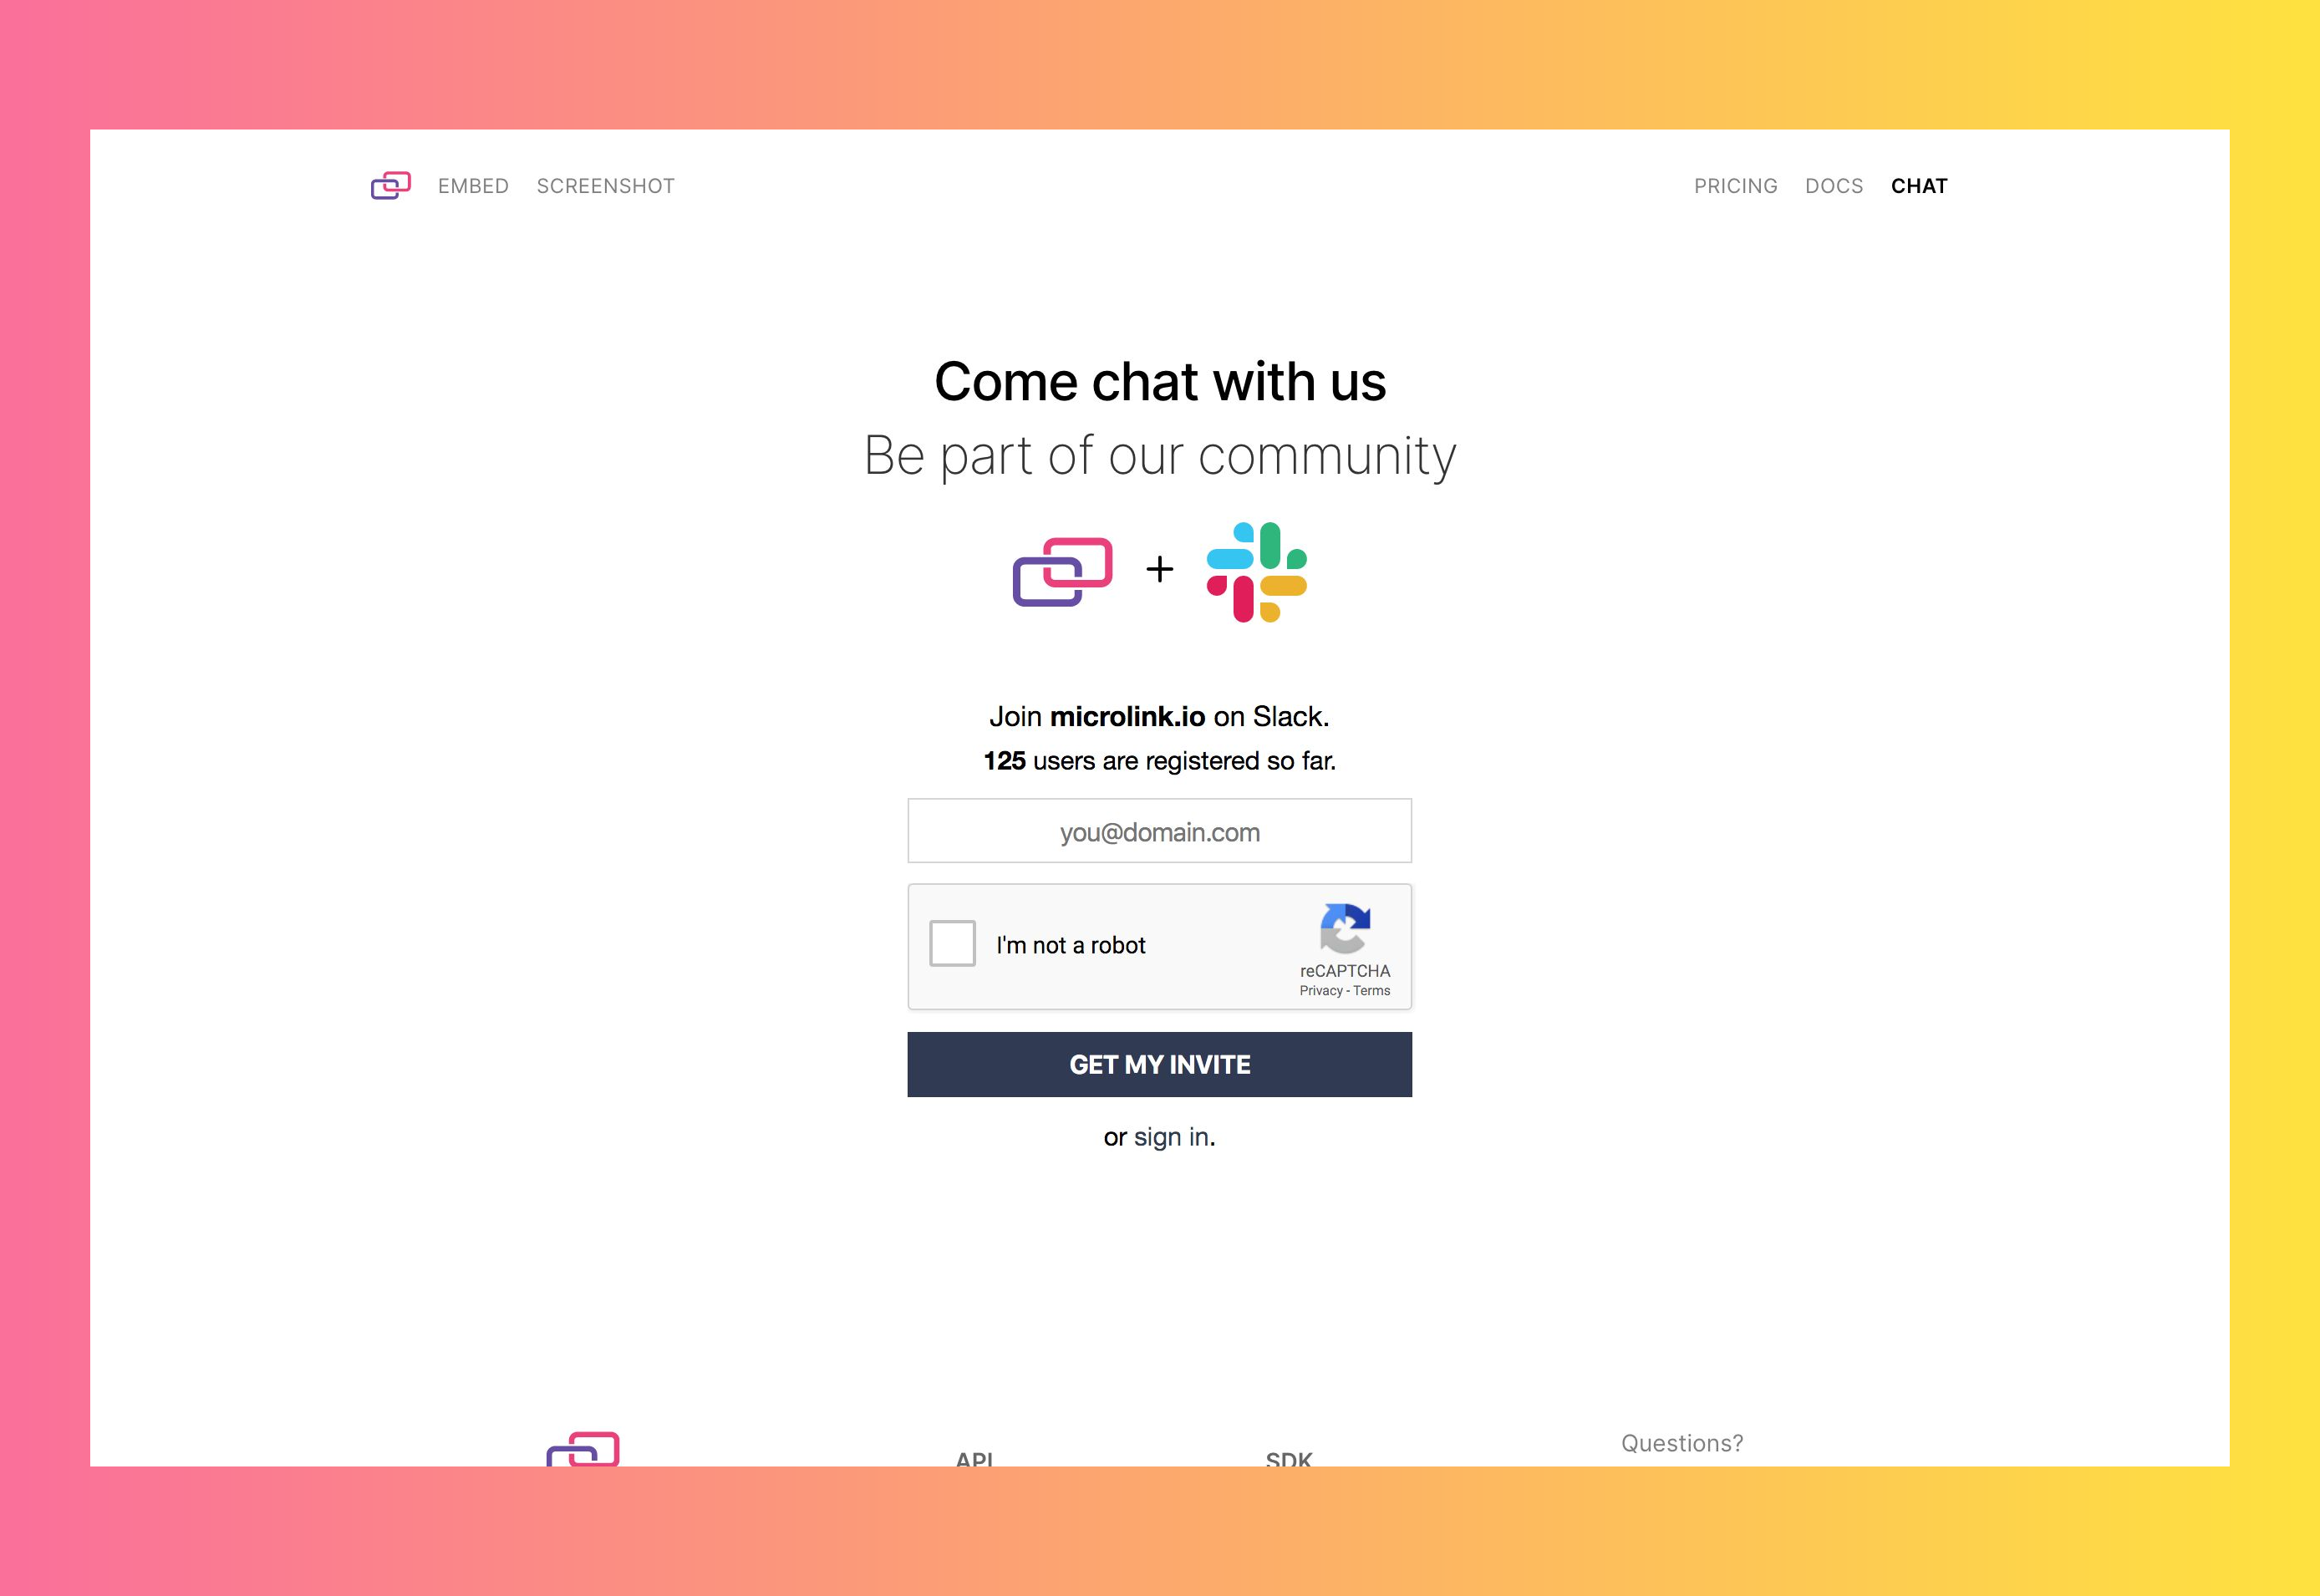 EMBED SCREENSHOT PRICING DOCS CHAT
Come chat with us
Be part of our community
+
Join microlink.io on Slack.
125 users are registered so far.
you@domain.com
I'm not a robot
reCAPTCHA
Privacy - Terms
GET MY INVITE
or sign in.
Questions?
API SDK